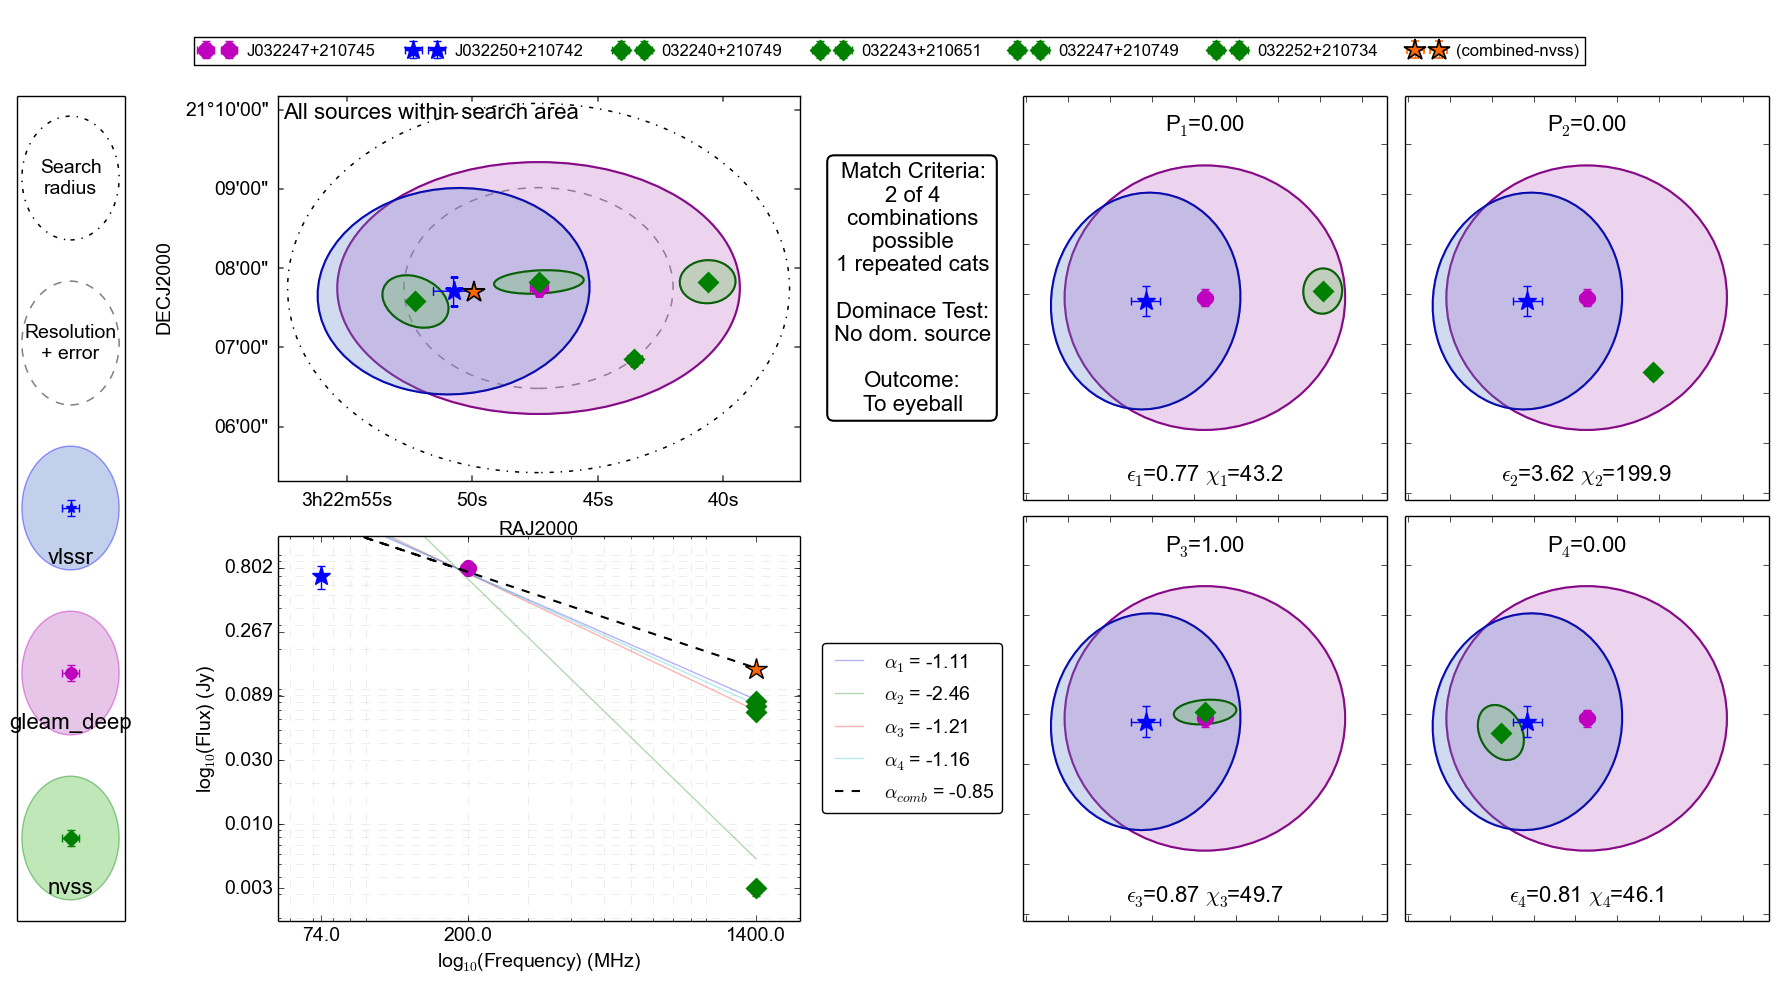 J032247+210745
J032250+210742
032240+210749
032243+210651
032247+210749
032252+210734
(combined-nvss)
Search
radius
Resolution
+ error
vlssr
gleam_deep
nvss
All sources within search area
DECJ2000
21°10'00"
09'00"
08'00"
07'00"
06'00"
3h22m55s
50s
45s
40s
RAJ2000
Match Criteria:
2 of 4
combinations
possible
1 repeated cats
Dominace Test:
No dom. source
Outcome:
To eyeball
log10(Flux) (Jy)
0.802
0.267
0.089
0.030
0.010
0.003
74.0
200.0
1400.0
log10(Frequency) (MHz)
α1 = -1.11
α2 = -2.46
α3 = -1.21
α4 = -1.16
αcomb = -0.85
P1=0.00
ϵ1=0.77 χ1=43.2
P2=0.00
ϵ2=3.62 χ2=199.9
P3=1.00
ϵ3=0.87 χ3=49.7
P4=0.00
ϵ4=0.81 χ4=46.1